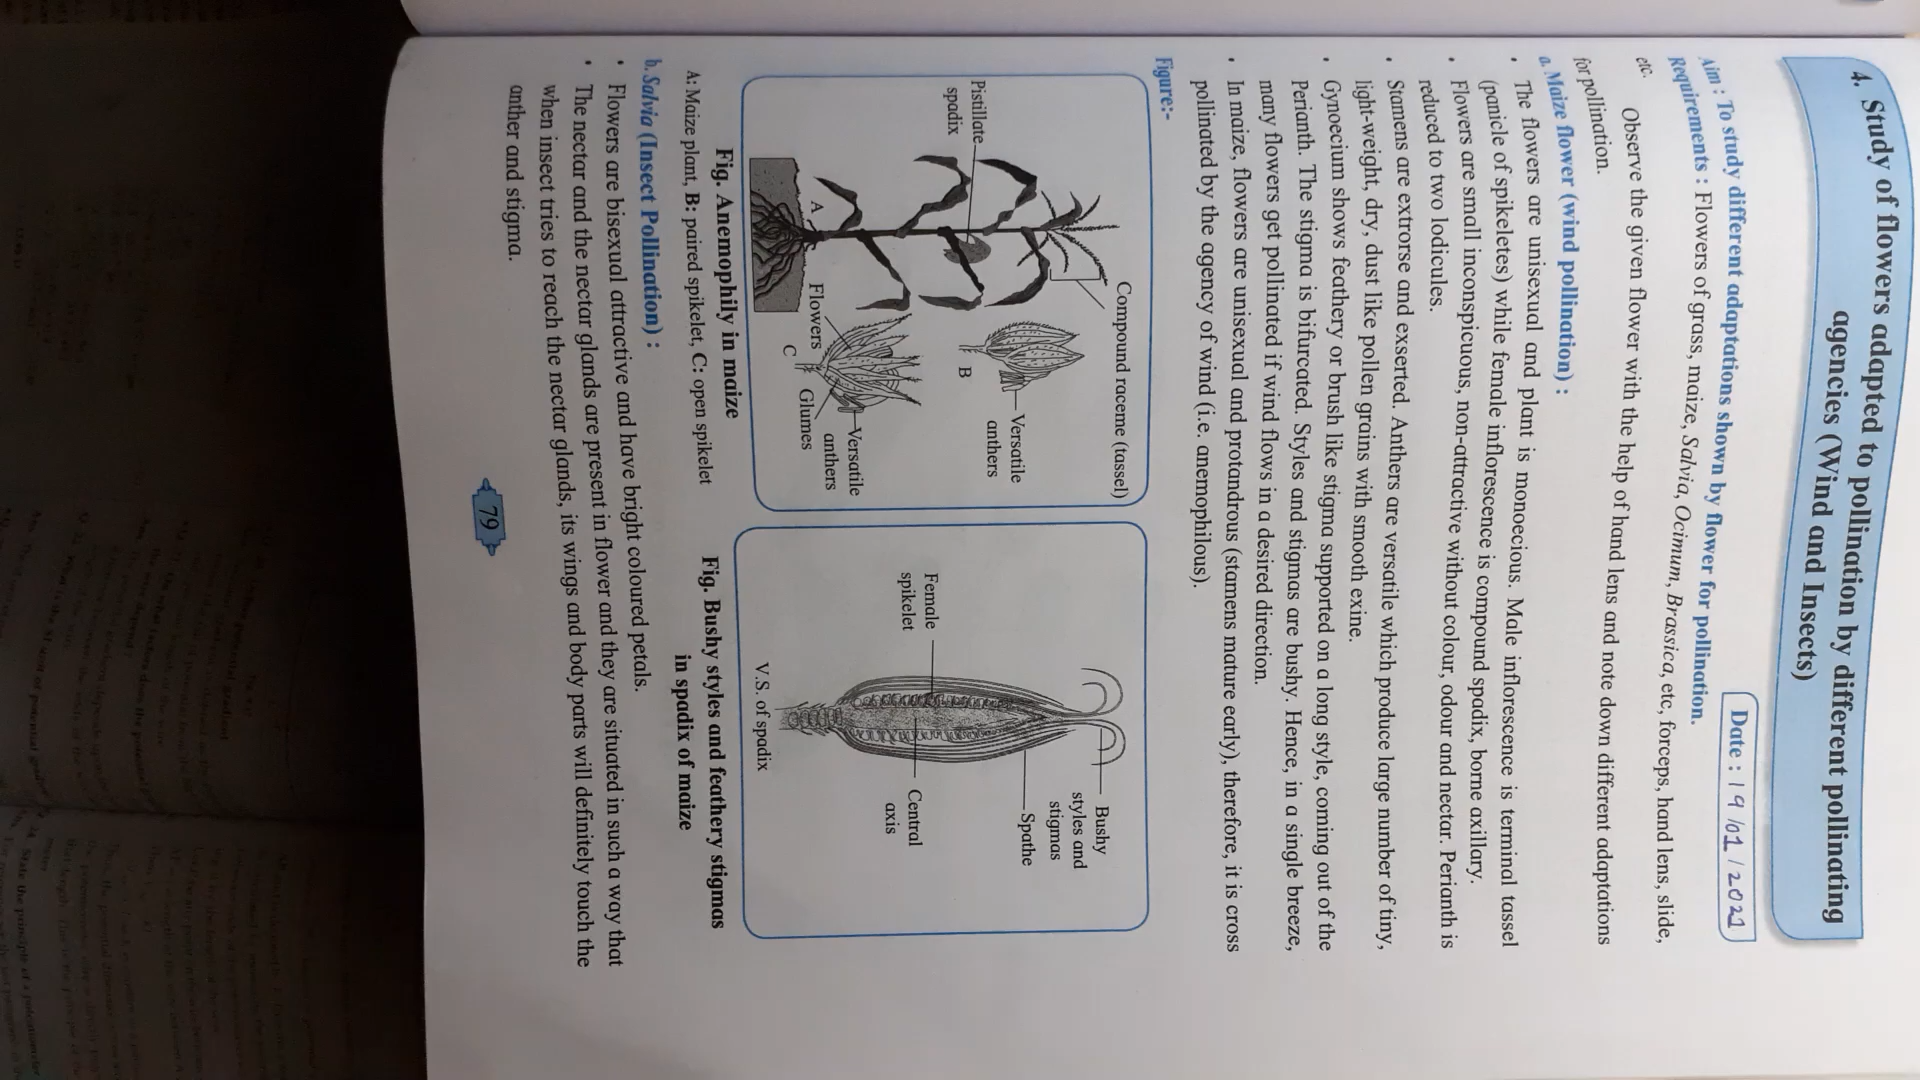 4. Study of flowers adapted to pollination by different pollinating
agencies (Wind and Insects)
Date : 19/01/2021
Aim : To study different adaptations shown by flower for pollination.
Requirements : Flowers of grass, maize, Salvia, Ocimum, Brassica, etc, forceps, hand lens, slide,
etc.
Observe the given flower with the help of hand lens and note down different adaptations
for pollination.
a. Maize flower (wind pollination) :
• The flowers are unisexual and plant is monoecious. Male inflorescence is terminal tassel
(panicle of spikeletes) while female inflorescence is compound spadix, borne axillary.
• Flowers are small inconspicuous, non-attractive without colour, odour and nectar. Perianth is
reduced to two lodicules.
• Stamens are extrorse and exserted. Anthers are versatile which produce large number of tiny,
light-weight, dry, dust like pollen grains with smooth exine.
• Gynoecium shows feathery or brush like stigma supported on a long style, coming out of the
Perianth. The stigma is bifurcated. Styles and stigmas are bushy. Hence, in a single breeze,
many flowers get pollinated if wind flows in a desired direction.
• In maize, flowers are unisexual and protandrous (stamens mature early), therefore, it is cross
pollinated by the agency of wind (i.e. anemophilous).
Figure:-
Compound raceme (tassel)
Pistillate
spadix
Versatile
anthers
B
A
Flowers
C
Versatile
anthers
Glumes
Fig. Anemophily in maize
A: Maize plant, B: paired spikelet, C: open spikelet
Bushy
styles and
stigmas
Spathe
Female
spikelet
Central
axis
V.S. of spadix
Fig. Bushy styles and feathery stigmas
in spadix of maize
b. Salvia (Insect Pollination) :
• Flowers are bisexual attractive and have bright coloured petals.
• The nectar and the nectar glands are present in flower and they are situated in such a way that
when insect tries to reach the nectar glands, its wings and body parts will definitely touch the
anther and stigma.
79